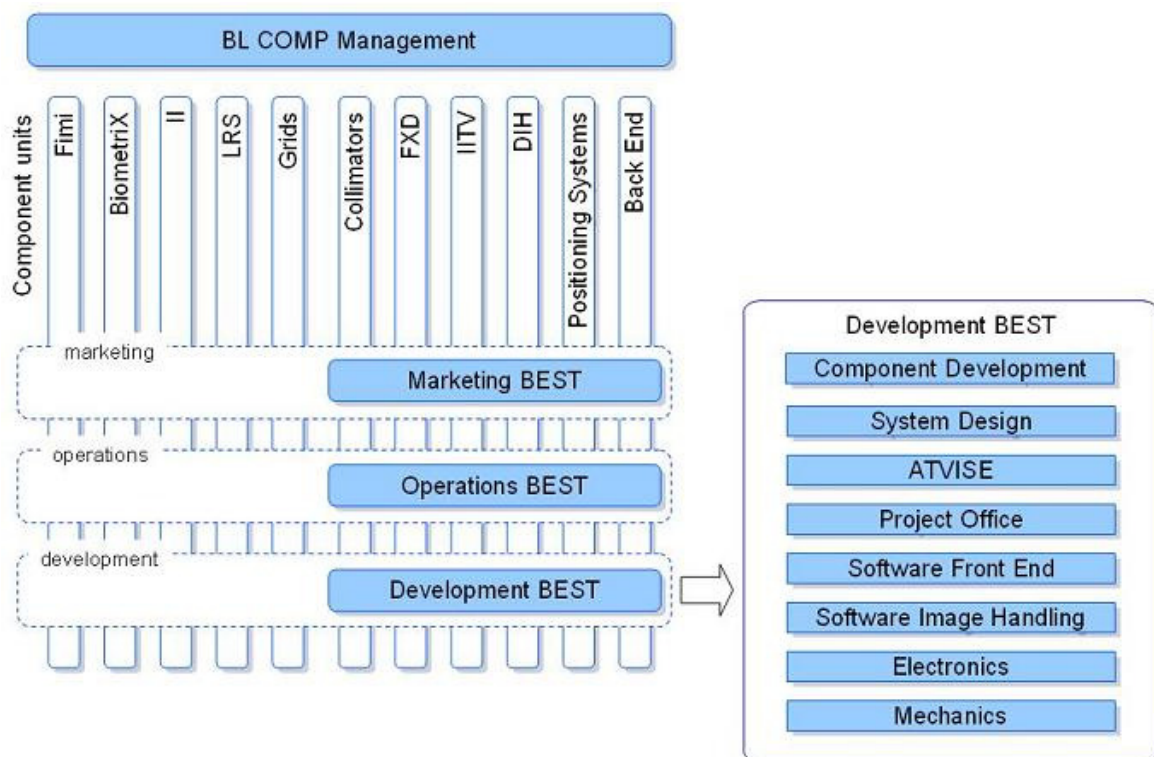 BL COMP Management
Component units
Fimi
BiometriX
II
LRS
Grids
Collimators
FXD
IITV
DIH
Positioning Systems
Back End
marketing
Marketing BEST
operations
Operations BEST
development
Development BEST
Development BEST
Component Development
System Design
ATVISE
Project Office
Software Front End
Software Image Handling
Electronics
Mechanics